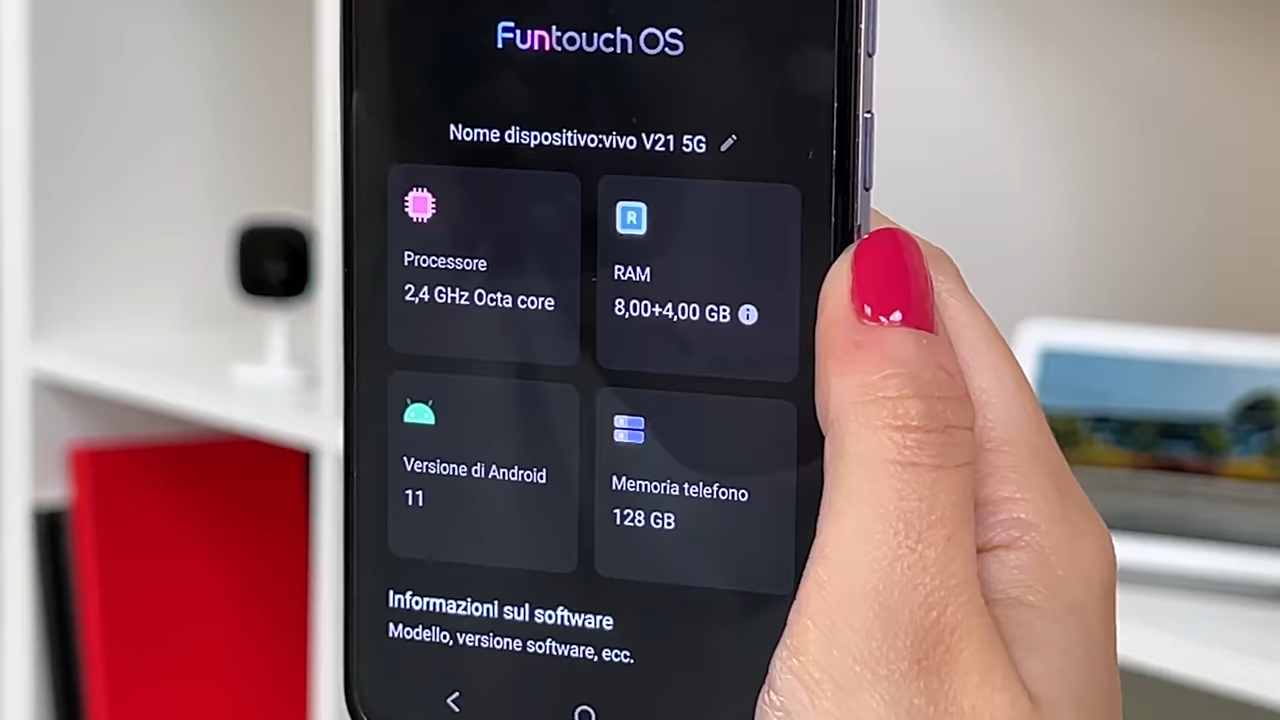 Funtouch OS
Nome dispositivo:vivo V21 5G
Processore
2,4 GHz Octa core
R
RAM
8,00+4,00 GB
Versione di Android
11
Memoria telefono
128 GB
Informazioni sul software
Modello, versione software, ecc.